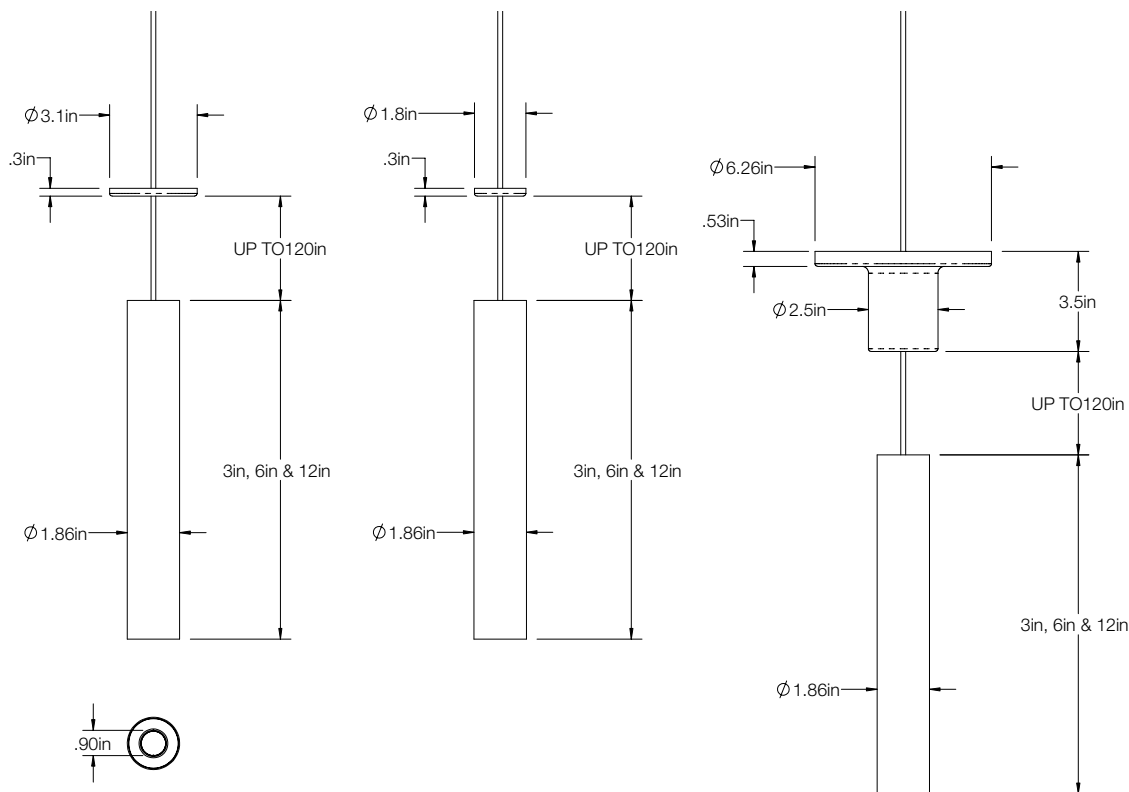 Ø3.1in
.3in
UP TO120in
3in, 6in & 12in
Ø1.86in
.90in
Ø1.8in
.3in
UP TO120in
3in, 6in & 12in
Ø1.86in
Ø6.26in
.53in
Ø2.5in
3.5in
UP TO120in
3in, 6in & 12in
Ø1.86in